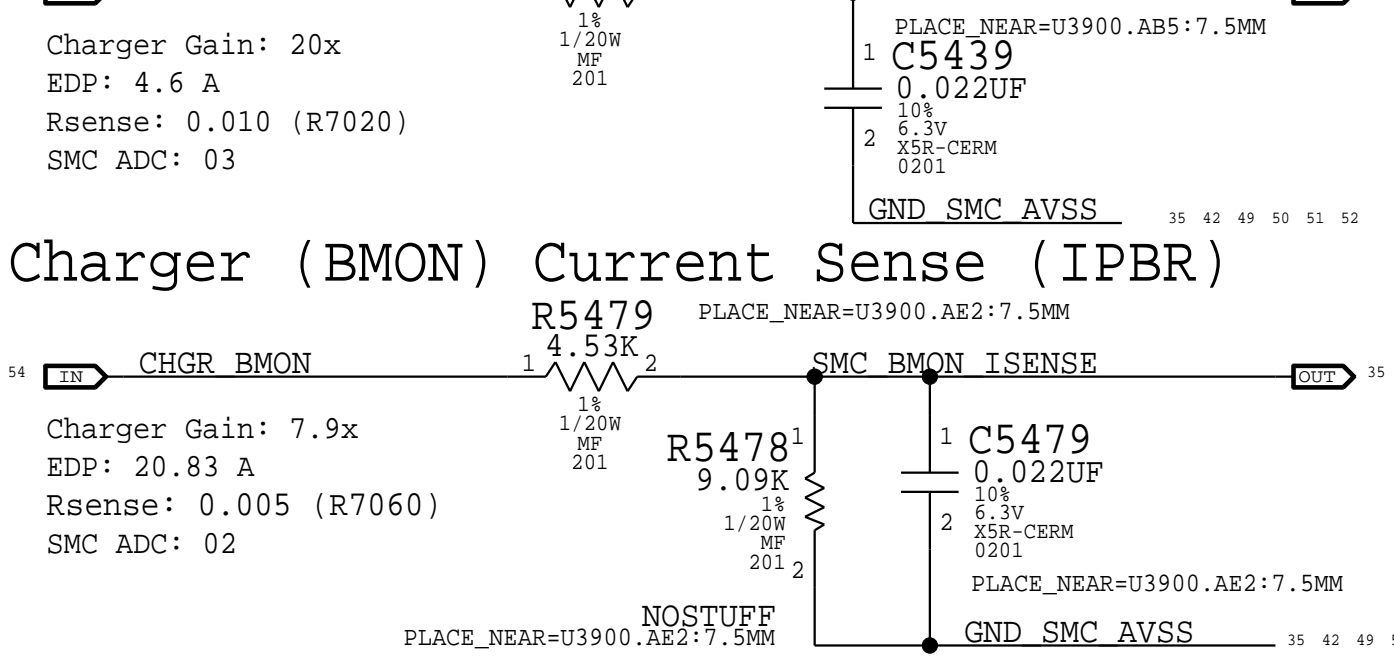 1%
1/20W
MF
201
Charger Gain: 20x
EDP: 4.6 A
Rsense: 0.010 (R7020)
SMC ADC: 03
PLACE_NEAR=U3900.AB5:7.5MM
1
C5439
0.022UF
10%
6.3V
X5R-CERM
0201
2
GND_SMC_AVSS
35 42 49 50 51 52
Charger (BMON) Current Sense (IPBR)
R5479
PLACE_NEAR=U3900.AE2:7.5MM
4.53K
54 IN CHGR_BMON 1 2 SMC_BMON_ISENSE OUT 35
1%
1/20W
MF
201
Charger Gain: 7.9x
EDP: 20.83 A
Rsense: 0.005 (R7060)
SMC ADC: 02
R5478 1
9.09K
1%
1/20W
MF
201 2
NOSTUFF
PLACE_NEAR=U3900.AE2:7.5MM
1 C5479
0.022UF
10%
6.3V
2 X5R-CERM
0201
PLACE_NEAR=U3900.AE2:7.5MM
GND_SMC_AVSS
35 42 49